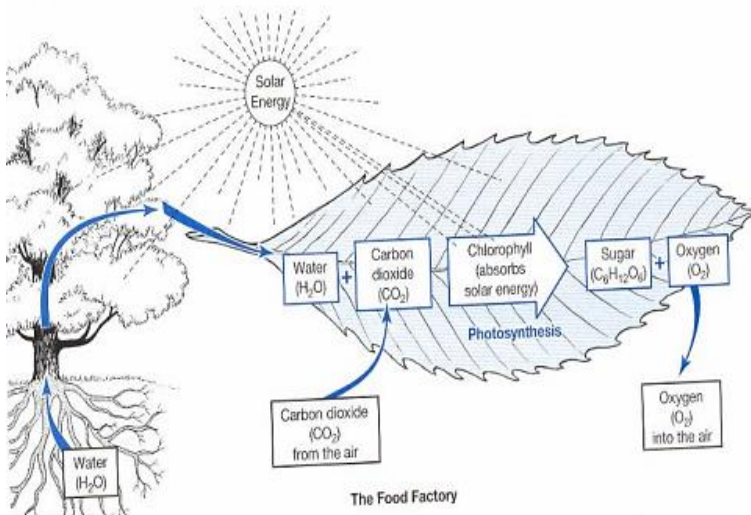 Solar
Energy
Water
(H₂O)
+
Carbon
dioxide
(CO₂)
Chlorophyll
(absorbs
solar energy)
Sugar
(C₆H₁₂O₆)
+
Oxygen
(O₂)
Photosynthesis
Carbon dioxide
(CO₂)
from the air
Oxygen
(O₂)
into the air
Water
(H₂O)
The Food Factory